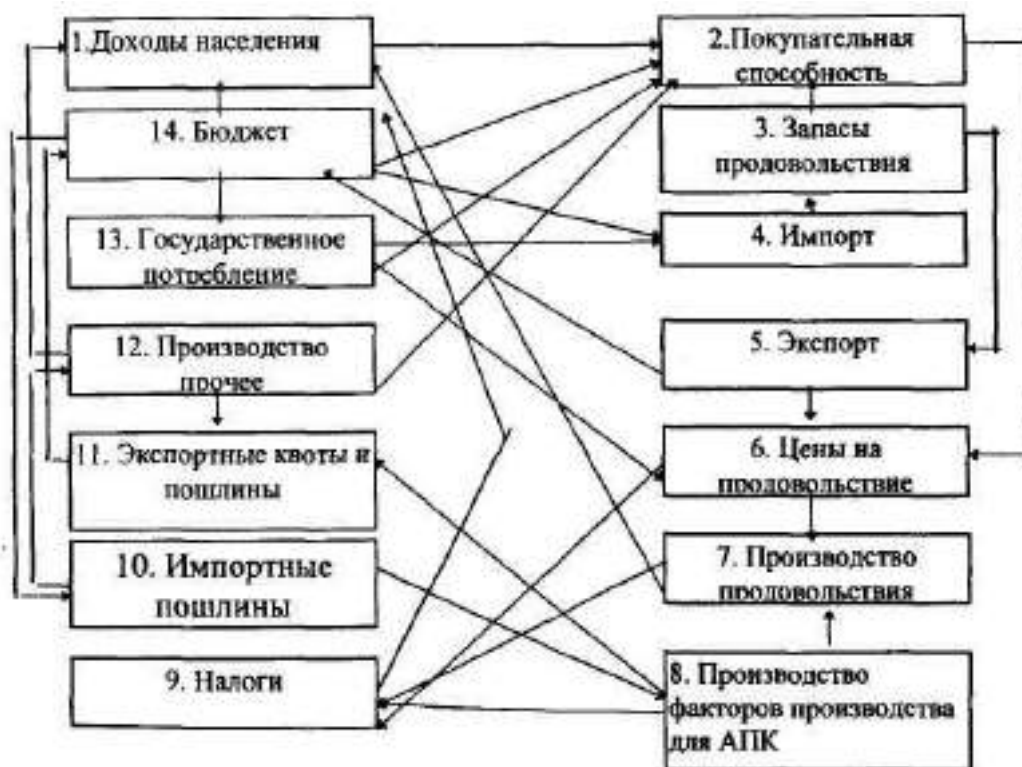 1.Доходы населения
2.Покупательная
способность
14. Бюджет
3. Запасы
продовольствия
13. Государственное
потребление
4. Импорт
12. Производство
прочее
5. Экспорт
11. Экспортные квоты и
пошлины
6. Цены на
продовольствие
10. Импортные
пошлины
7. Производство
продовольствия
9. Налоги
8. Производство
факторов производства
для АПК